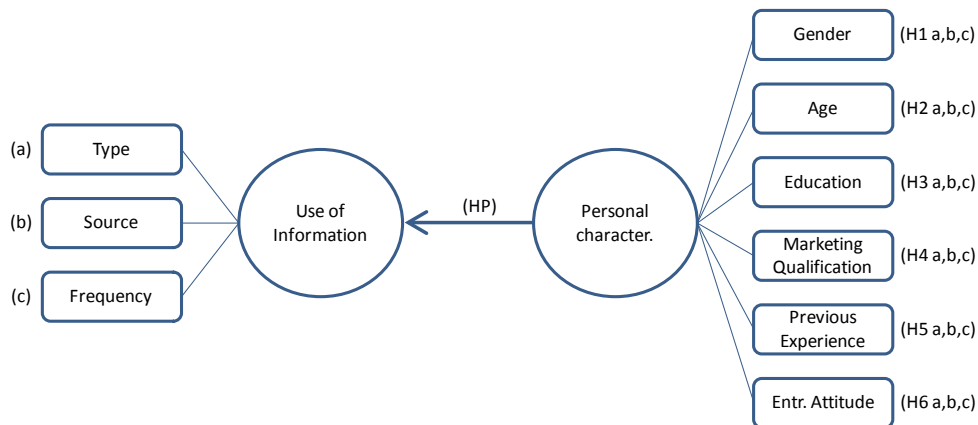 Gender (H1 a,b,c)
Age (H2 a,b,c)
(a) Type
Education (H3 a,b,c)
(b) Source
Use of
Information
(HP)
Personal
character.
Marketing
Qualification
(H4 a,b,c)
(c) Frequency
Previous
Experience
(H5 a,b,c)
Entr. Attitude (H6 a,b,c)